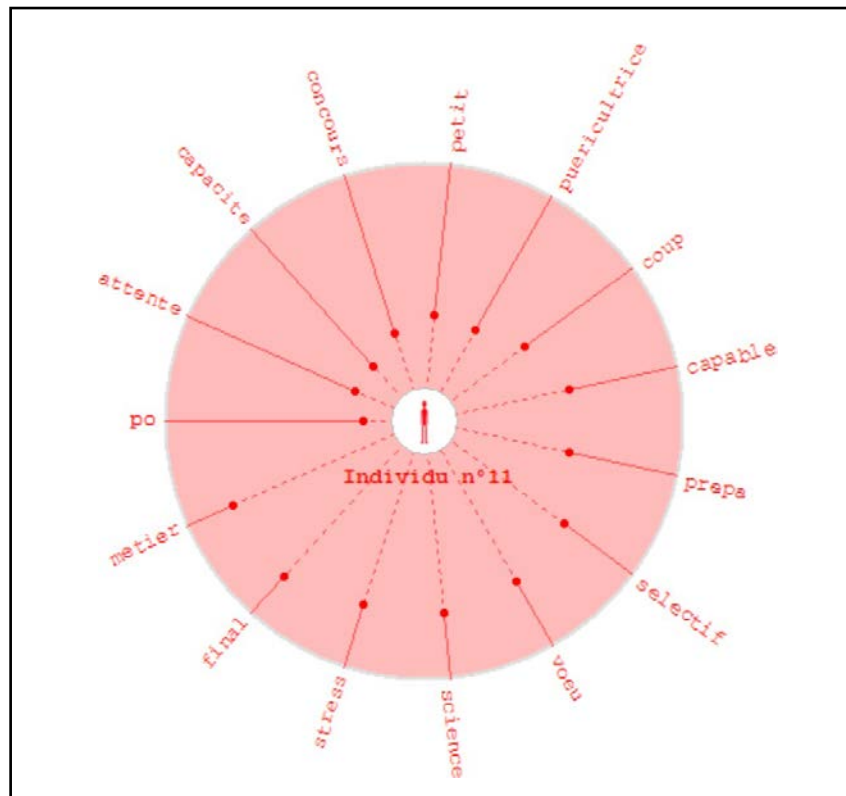 concours
petit
puericultrice
coup
capable
prepa
selectif
voeu
science
stress
final
metier
po
attente
capacite
Individu n°11